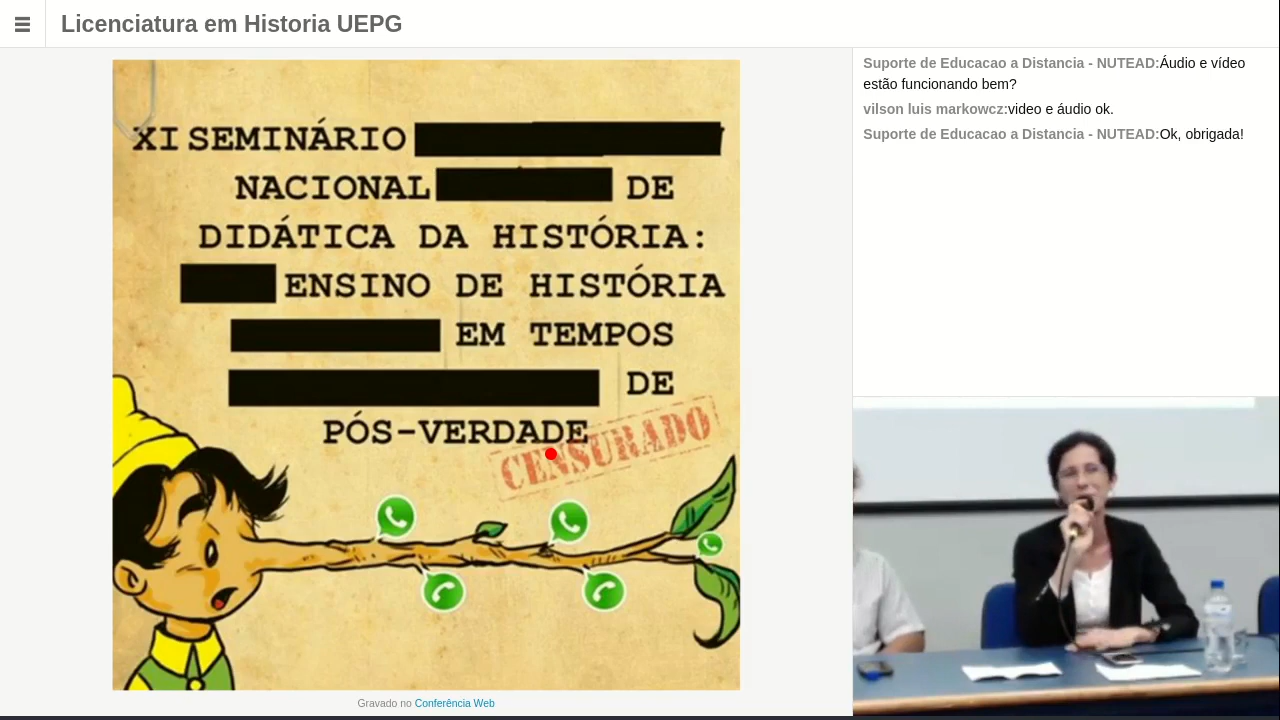 Licenciatura em Historia UEPG
XI SEMINÁRIO
NACIONAL DE
DIDÁTICA DA HISTÓRIA:
ENSINO DE HISTÓRIA
EM TEMPOS
DE
PÓS-VERDADE
CENSURADO
Gravado no Conferência Web
Suporte de Educacao a Distancia - NUTEAD:Áudio e vídeo
estão funcionando bem?
vilson luis markowcz:video e áudio ok.
Suporte de Educacao a Distancia - NUTEAD:Ok, obrigada!